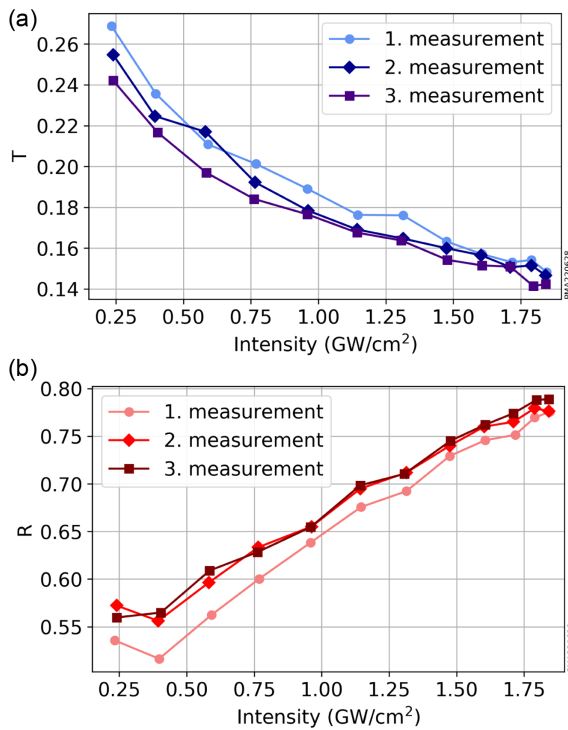 (a)
1. measurement
2. measurement
3. measurement
0.26
0.24
0.22
0.20
0.18
0.16
0.14
T
0.25 0.50 0.75 1.00 1.25 1.50 1.75
Intensity (GW/cm²)
(b)
1. measurement
2. measurement
3. measurement
0.80
0.75
0.70
0.65
0.60
0.55
R
0.25 0.50 0.75 1.00 1.25 1.50 1.75
Intensity (GW/cm²)